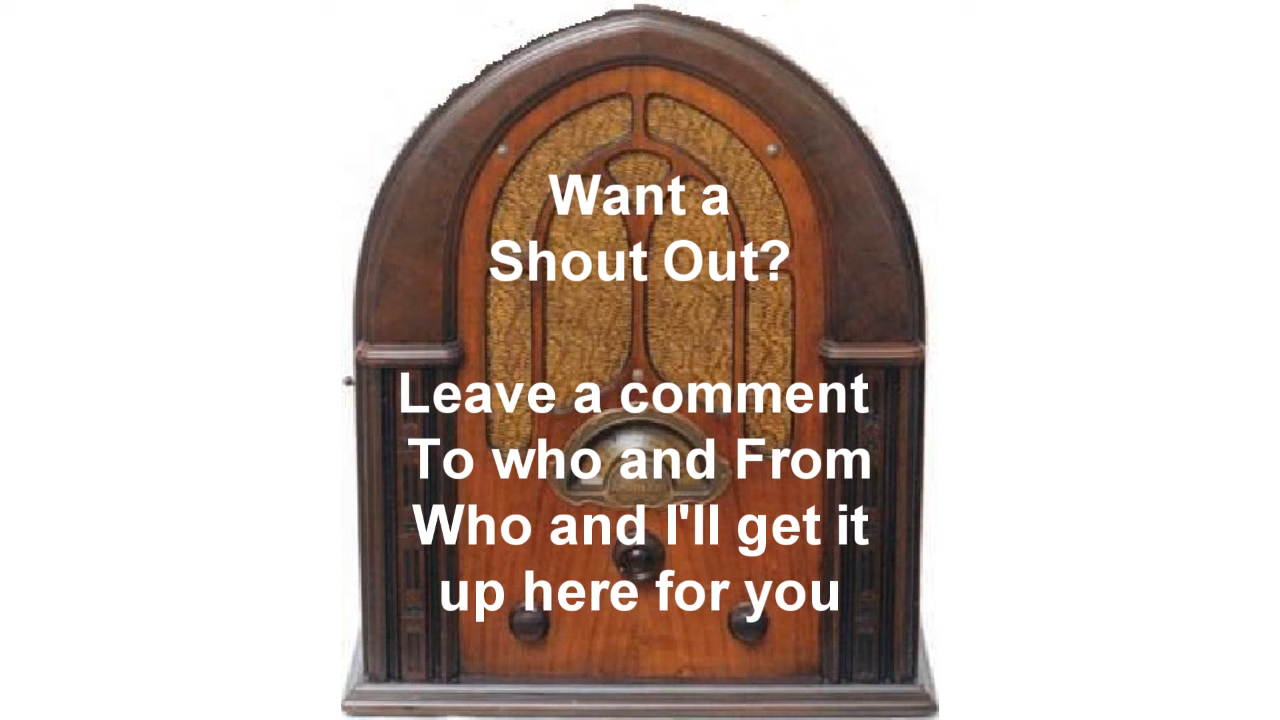 Want a
Shout Out?
Leave a comment
To who and From
Who and I'll get it
up here for you